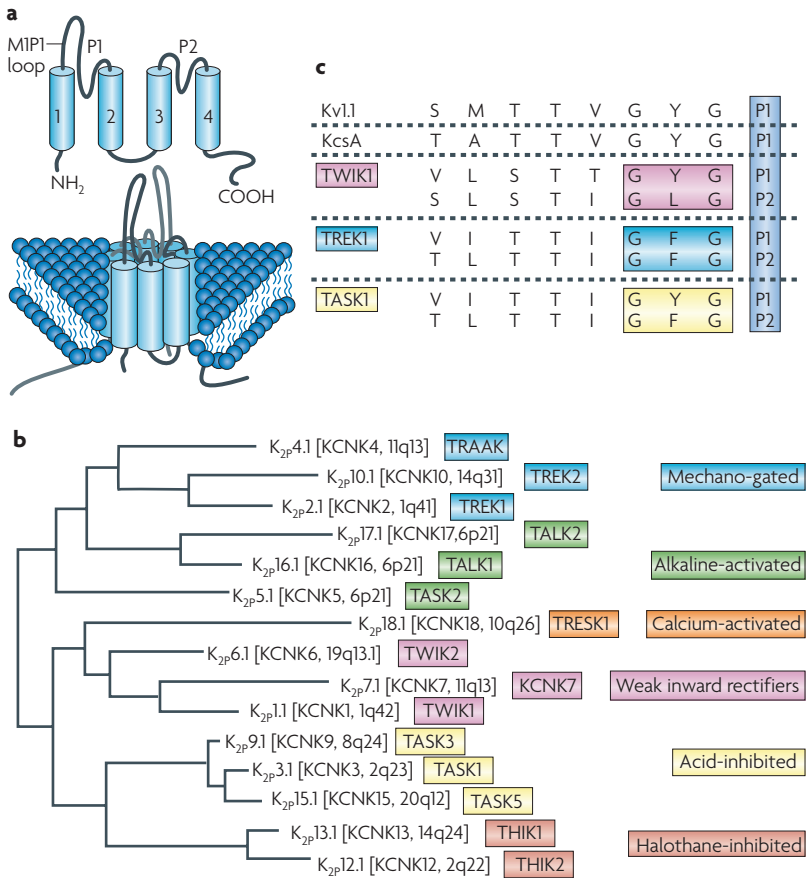 a
M1P1
loop
P1
P2
1
2
3
4
NH₂
COOH
c
Kv1.1 S M T T V G Y G P1
KcsA T A T T V G Y G P1
TWIK1 V L S T T G Y G P1
S L S T I G L G P2
TREK1 V I T T I G F G P1
T L T T I G F G P2
TASK1 V I T T I G Y G P1
T L T T I G F G P2
b
K₂P4.1 [KCNK4, 11q13] TRAAK
K₂P10.1 [KCNK10, 14q31] TREK2 Mechano-gated
K₂P2.1 [KCNK2, 1q41] TREK1
K₂P17.1 [KCNK17,6p21] TALK2
K₂P16.1 [KCNK16, 6p21] TALK1 Alkaline-activated
K₂P5.1 [KCNK5, 6p21] TASK2
K₂P18.1 [KCNK18, 10q26] TRESK1 Calcium-activated
K₂P6.1 [KCNK6, 19q13.1] TWIK2
K₂P7.1 [KCNK7, 11q13] KCNK7 Weak inward rectifiers
K₂P1.1 [KCNK1, 1q42] TWIK1
K₂P9.1 [KCNK9, 8q24] TASK3
K₂P3.1 [KCNK3, 2q23] TASK1 Acid-inhibited
K₂P15.1 [KCNK15, 20q12] TASK5
K₂P13.1 [KCNK13, 14q24] THIK1
K₂P12.1 [KCNK12, 2q22] THIK2 Halothane-inhibited